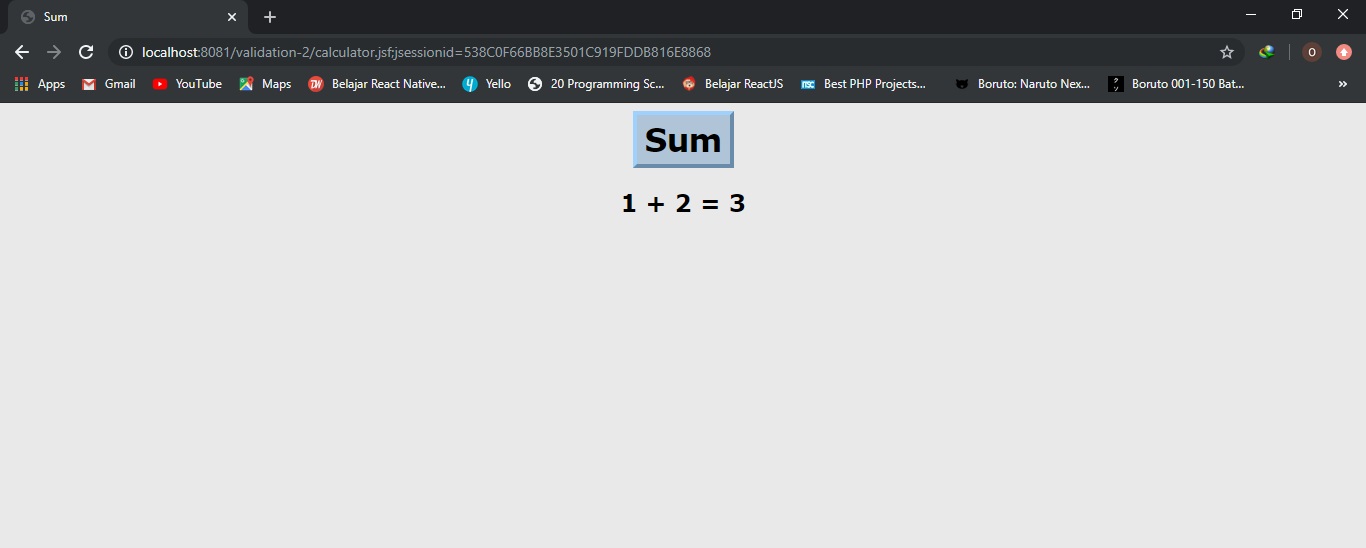 Sum
localhost:8081/validation-2/calculator.jsf;jsessionid=538C0F66BB8E3501C919FDDB816E8868
O
Apps Gmail YouTube Maps Belajar React Native... Yello 20 Programming Sc... Belajar ReactJS Best PHP Projects... Boruto: Naruto Nex... Boruto 001-150 Bat... »
Sum
1 + 2 = 3